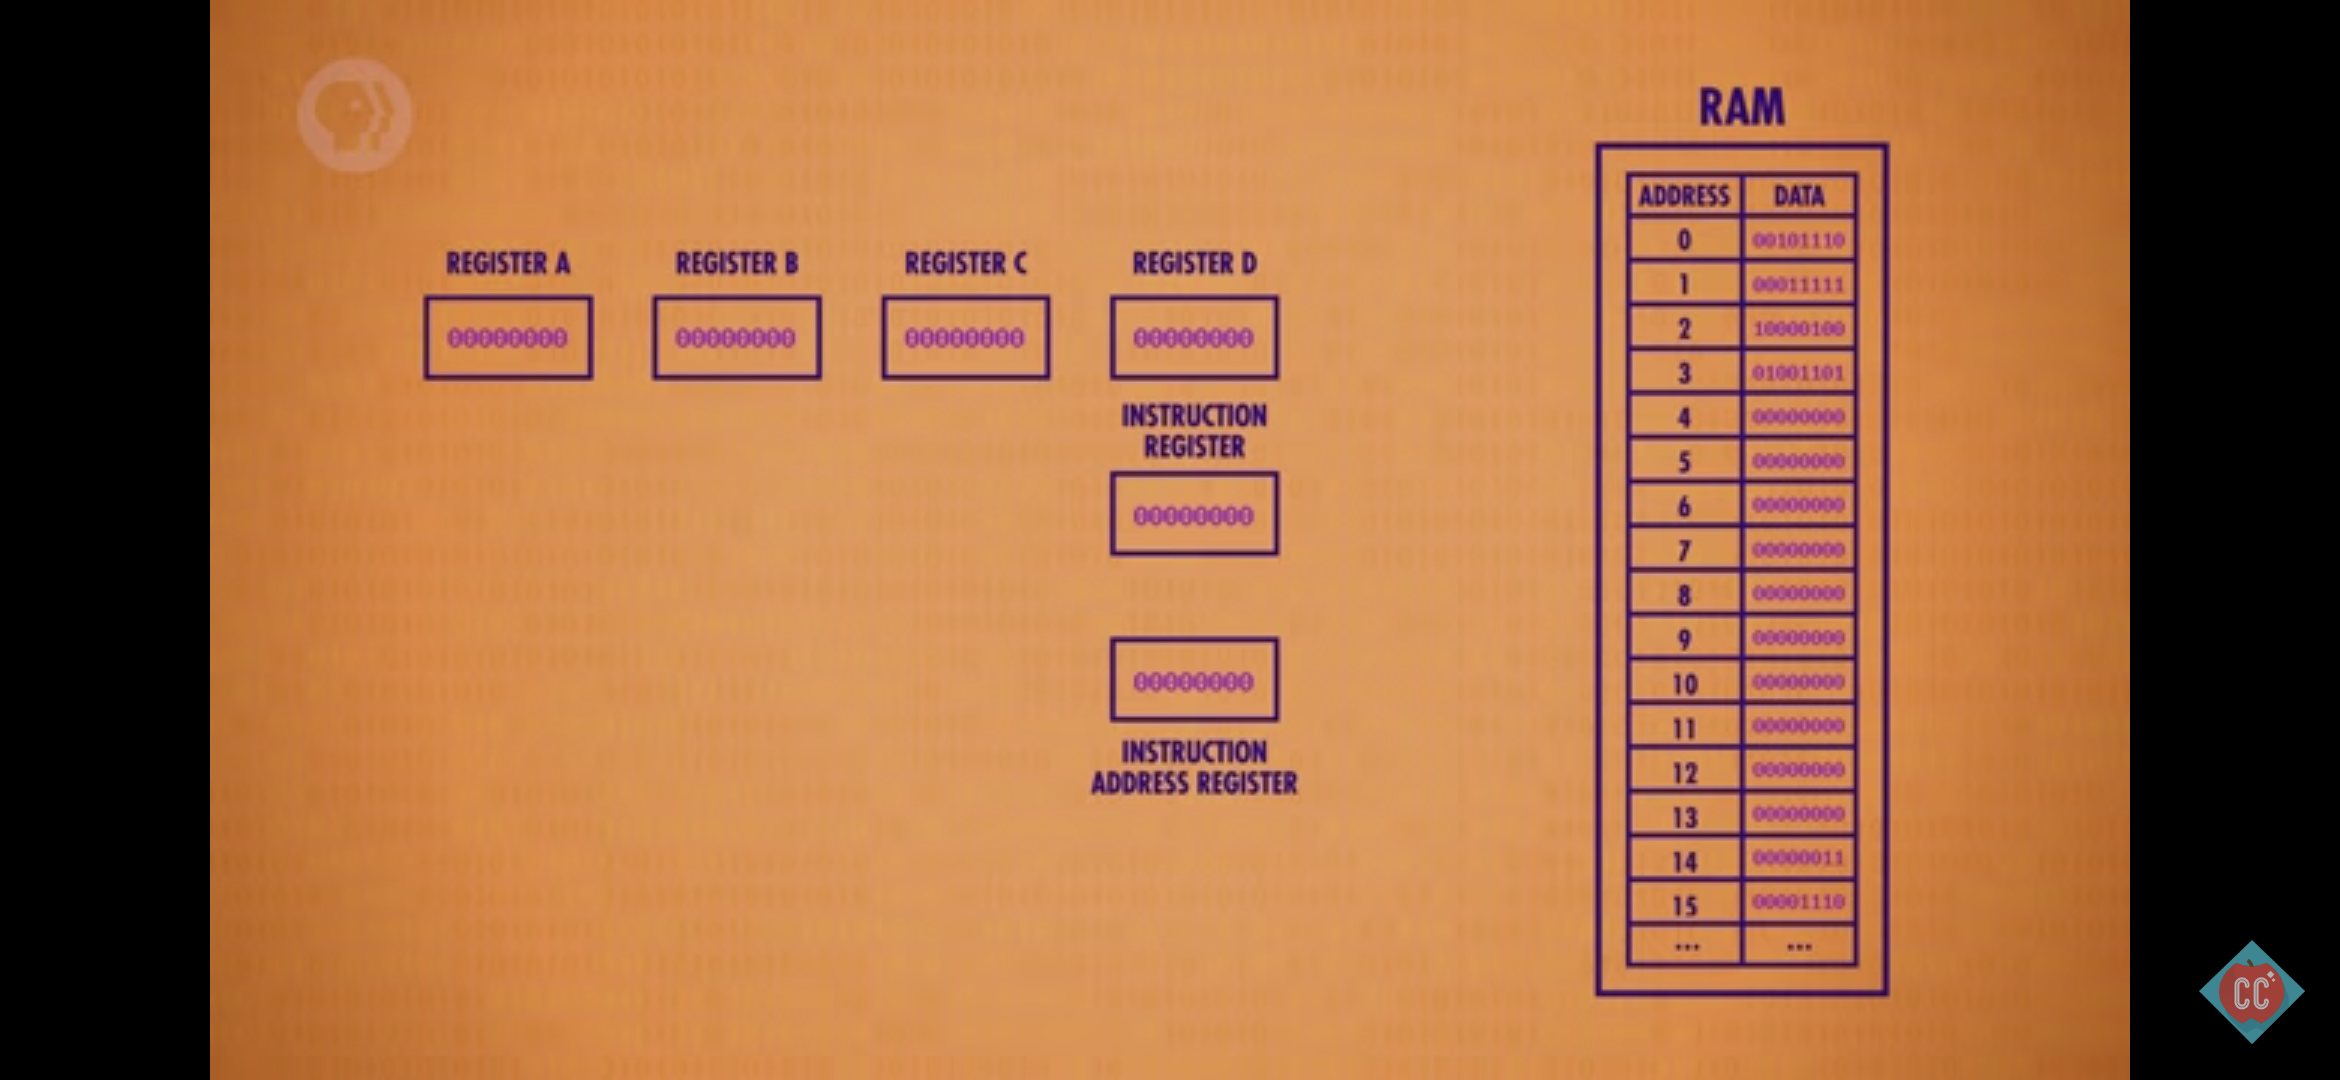 RAM
ADDRESS DATA
0 00101110
1 00011111
2 10000100
3 01001101
4 00000000
5 00000000
6 00000000
7 00000000
8 00000000
9 00000000
10 00000000
11 00000000
12 00000000
13 00000000
14 00000011
15 00001110
... ...
REGISTER A REGISTER B REGISTER C REGISTER D
00000000 00000000 00000000 00000000
INSTRUCTION
REGISTER
00000000
00000000
INSTRUCTION
ADDRESS REGISTER
CC